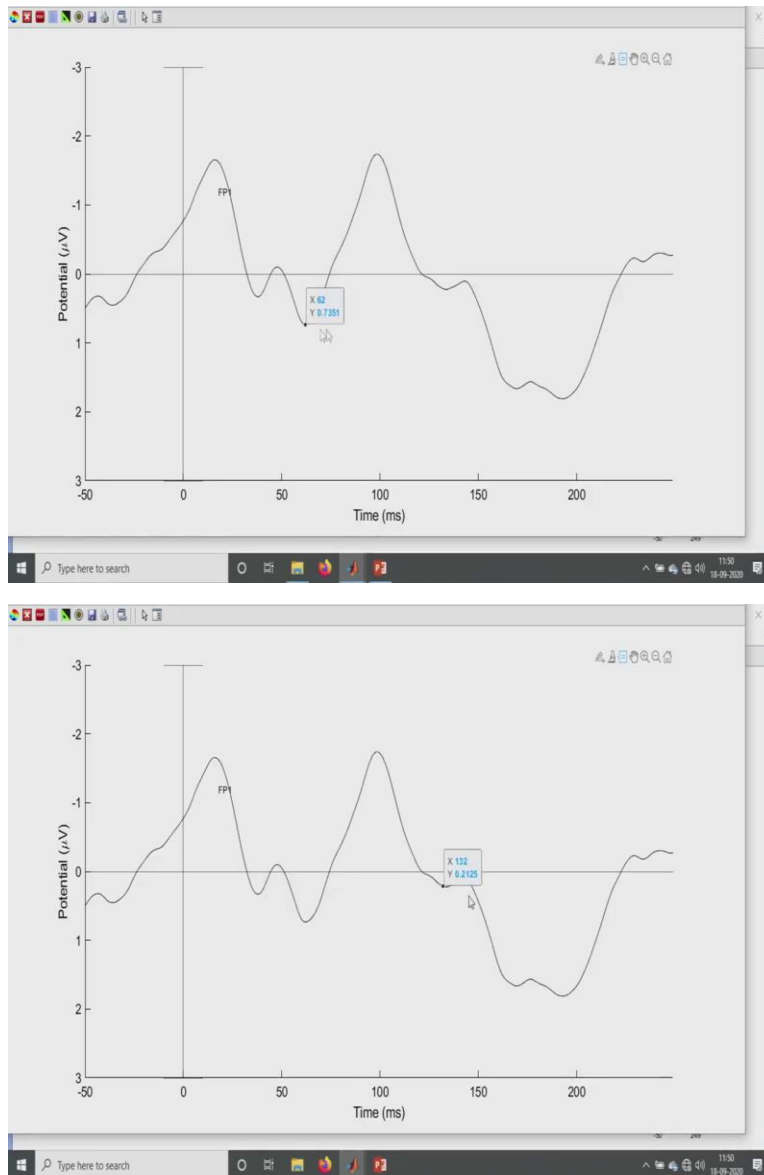 -3
-2
-1
0
1
2
3
Potential (μV)
FP1
X 62
Y 0.7351
-50
0
50
100
150
200
Time (ms)
Type here to search
11:50
18-09-2020
-3
-2
-1
0
1
2
3
Potential (μV)
FP1
X 132
Y 0.2125
-50
0
50
100
150
200
Time (ms)
Type here to search
11:50
18-09-2020